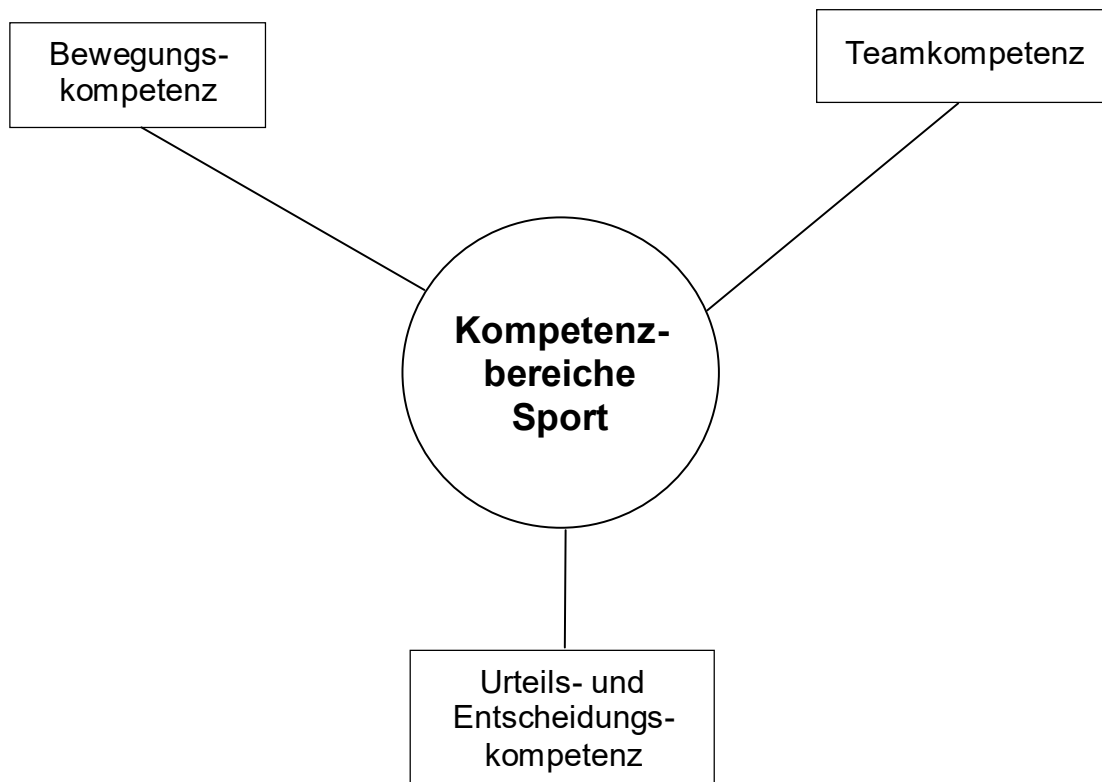 Bewegungs-
kompetenz
Teamkompetenz
Kompetenz-
bereiche
Sport
Urteils- und
Entscheidungs-
kompetenz